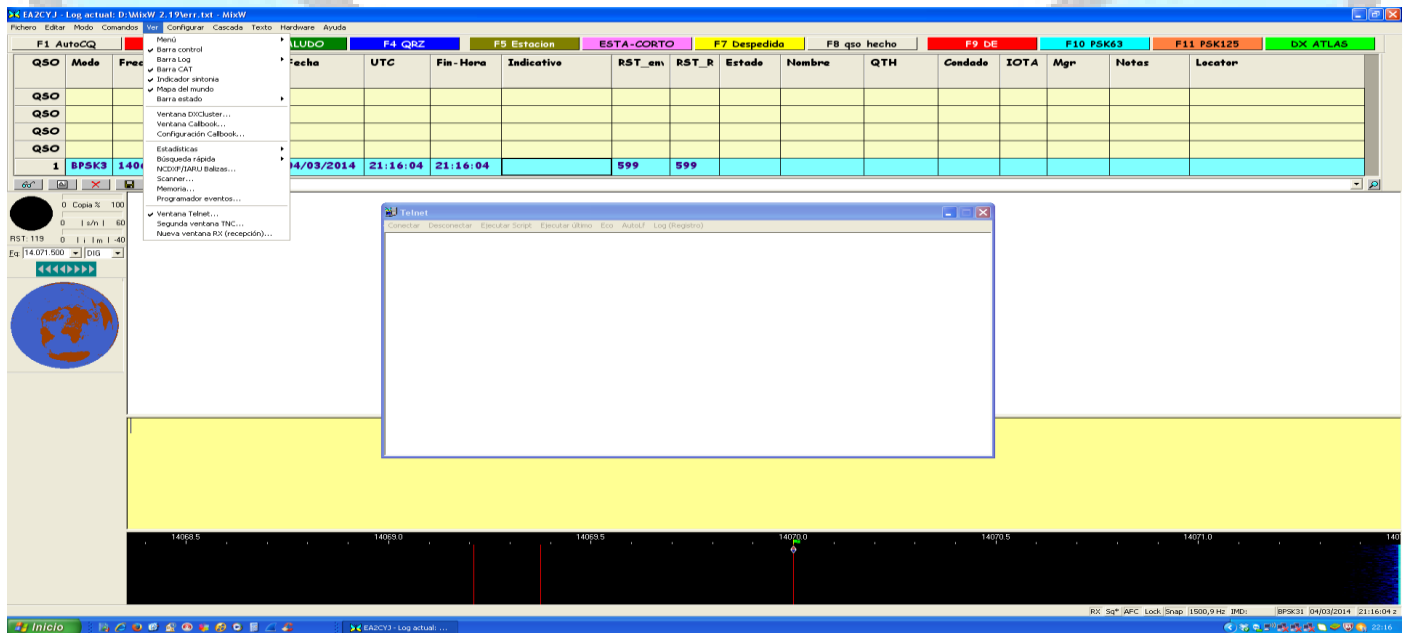 EA2CYJ - Log actual: D:\MixW 2.19\err.txt - MixW
Fichero Editar Modo Comandos Ver Configurar Cascada Texto Hardware Ayuda
F1 AutoCQ LUDO F4 QRZ F5 Estacion ESTA-CORTO F7 Despedida F8 qso hecho F9 DE F10 PSK63 F11 PSK125 DX ATLAS
QSO Modo Frec Fecha UTC Fin-Hora Indicativo RST_env RST_R Estado Nombre QTH Condado IOTA Mgr Notas Locator
QSO
QSO
QSO
QSO
1 BPSK3 140 4/03/2014 21:16:04 21:16:04 599 599
Menú
Barra control
Barra Log
Barra CAT
Indicador sintonia
Mapa del mundo
Barra estado
Ventana DXCluster...
Ventana Callbook...
Configuración Callbook...
Estadísticas
Búsqueda rápida
NCDXF/IARU Balizas...
Scanner...
Memoria...
Programador eventos...
Ventana Telnet...
Segunda ventana TNC...
Nueva ventana RX (recepción)...
0 Copia % 100
0 | s/n | 60
RST: 119 0 | i | m | -40
Fq: 14.071.500 DIG
Telnet
Conectar Desconectar Ejecutar Script Ejecutar último Eco AutoLF Log (Registro)
14068.5 14069.0 14069.5 14070.0 14070.5 14071.0 140
RX Sq* AFC Lock Snap 1500,9 Hz IMD: BPSK31 04/03/2014 21:16:04 z
Inicio EA2CYJ - Log actual: ... 22:16